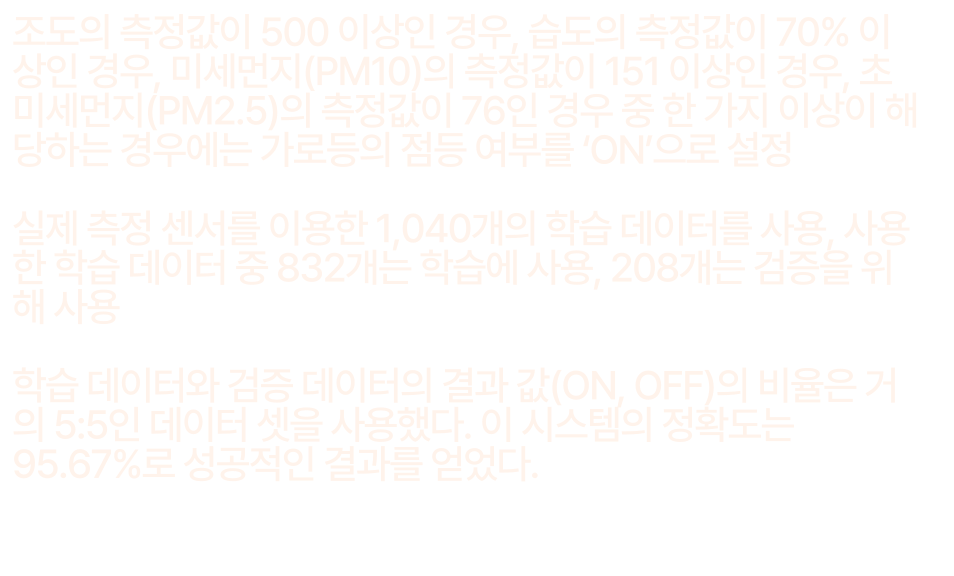 조도의 측정값이 500 이상인 경우, 습도의 측정값이 70% 이
상인 경우, 미세먼지(PM10)의 측정값이 151 이상인 경우, 초
미세먼지(PM2.5)의 측정값이 76인 경우 중 한 가지 이상이 해
당하는 경우에는 가로등의 점등 여부를 ‘ON’으로 설정
실제 측정 센서를 이용한 1,040개의 학습 데이터를 사용, 사용
한 학습 데이터 중 832개는 학습에 사용, 208개는 검증을 위
해 사용
학습 데이터와 검증 데이터의 결과 값(ON, OFF)의 비율은 거
의 5:5인 데이터 셋을 사용했다. 이 시스템의 정확도는
95.67%로 성공적인 결과를 얻었다.